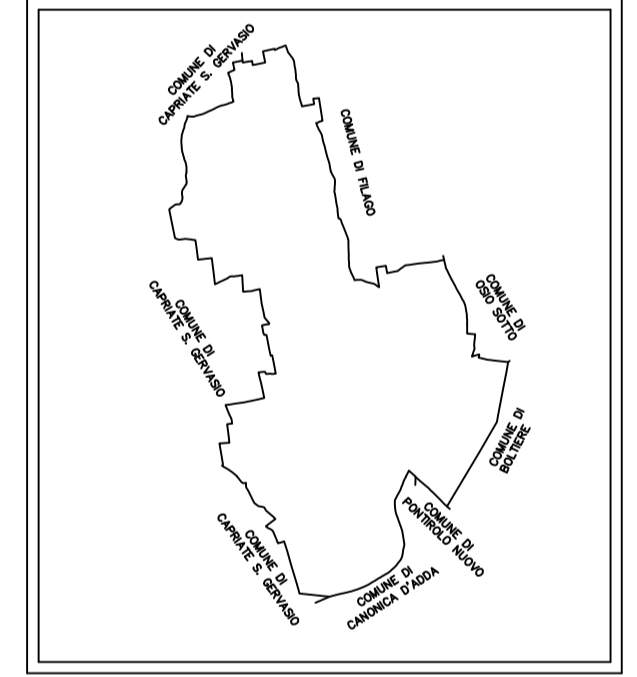 COMUNE DI
CAPRIATE S. GERVASIO
COMUNE DI FILAGO
COMUNE DI
OSIO SOTTO
COMUNE DI
CAPRIATE S. GERVASIO
COMUNE DI
BOLTIERE
COMUNE DI
PONTIROLO NUOVO
COMUNE DI
CAPRIATE S. GERVASIO
COMUNE DI
CANONICA D'ADDA